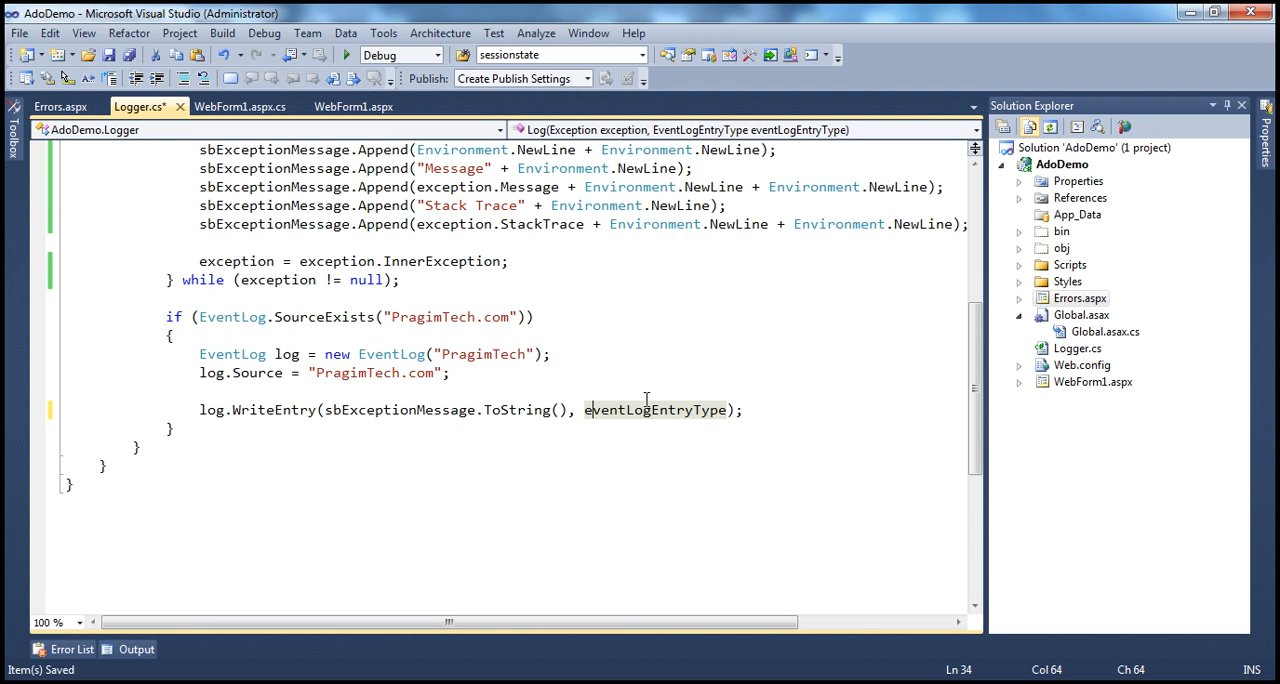 AdoDemo - Microsoft Visual Studio (Administrator)
File Edit View Refactor Project Build Debug Team Data Tools Architecture Test Analyze Window Help
Debug sessionstate
Publish: Create Publish Settings
Errors.aspx Logger.cs* WebForm1.aspx.cs WebForm1.aspx
Solution Explorer
AdoDemo.Logger Log(Exception exception, EventLogEntryType eventLogEntryType)
Toolbox
Properties
sbExceptionMessage.Append(Environment.NewLine + Environment.NewLine);
sbExceptionMessage.Append("Message" + Environment.NewLine);
sbExceptionMessage.Append(exception.Message + Environment.NewLine + Environment.NewLine);
sbExceptionMessage.Append("Stack Trace" + Environment.NewLine);
sbExceptionMessage.Append(exception.StackTrace + Environment.NewLine + Environment.NewLine);
exception = exception.InnerException;
} while (exception != null);
if (EventLog.SourceExists("PragimTech.com"))
{
EventLog log = new EventLog("PragimTech");
log.Source = "PragimTech.com";
log.WriteEntry(sbExceptionMessage.ToString(), eventLogEntryType);
}
}
}
}
Solution 'AdoDemo' (1 project)
AdoDemo
Properties
References
App_Data
bin
obj
Scripts
Styles
Errors.aspx
Global.asax
Global.asax.cs
Logger.cs
Web.config
WebForm1.aspx
100 %
Error List Output
Item(s) Saved Ln 34 Col 64 Ch 64 INS